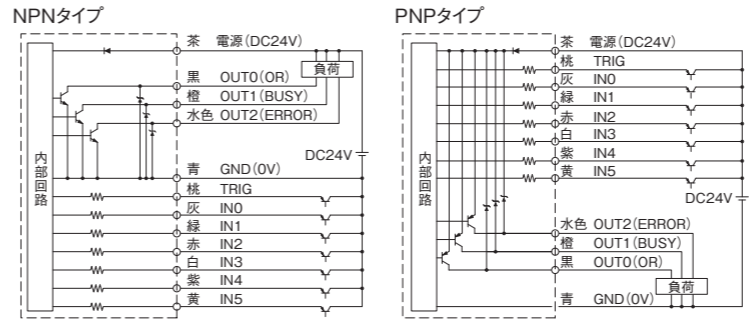 NPNタイプ
茶 電源(DC24V)
負荷
黒 OUT0(OR)
橙 OUT1(BUSY)
水色 OUT2(ERROR)
DC24V
内部回路
青 GND(0V)
桃 TRIG
灰 IN0
緑 IN1
赤 IN2
白 IN3
紫 IN4
黄 IN5
PNPタイプ
茶 電源(DC24V)
桃 TRIG
灰 IN0
緑 IN1
赤 IN2
白 IN3
紫 IN4
黄 IN5
内部回路
DC24V
水色 OUT2(ERROR)
橙 OUT1(BUSY)
黒 OUT0(OR)
負荷
青 GND(0V)